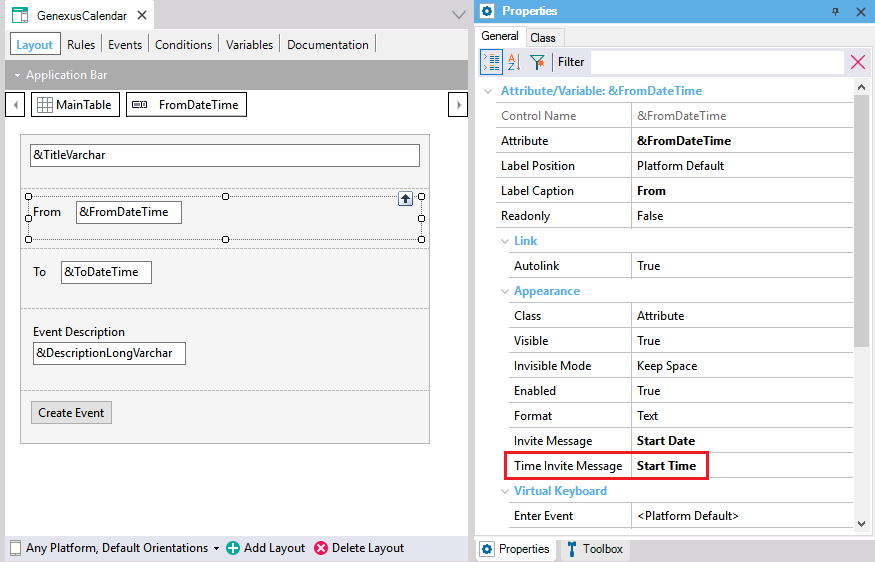 GenexusCalendar
Layout Rules Events Conditions Variables Documentation
Application Bar
MainTable FromDateTime
&TitleVarchar
From &FromDateTime
To &ToDateTime
Event Description
&DescriptionLongVarchar
Create Event
Any Platform, Default Orientations Add Layout Delete Layout
Properties
General Class
Filter
Attribute/Variable: &FromDateTime
Control Name &FromDateTime
Attribute &FromDateTime
Label Position Platform Default
Label Caption From
Readonly False
Link
Autolink True
Appearance
Class Attribute
Visible True
Invisible Mode Keep Space
Enabled True
Format Text
Invite Message Start Date
Time Invite Message Start Time
Virtual Keyboard
Enter Event <Platform Default>
Properties Toolbox